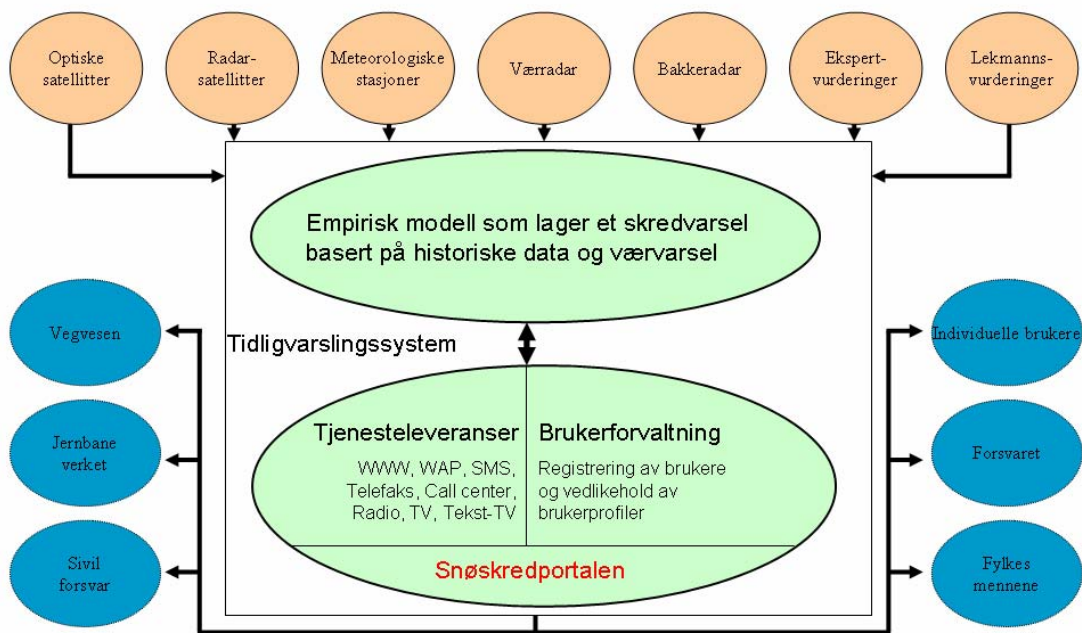 Optiske
satellitter
Radar-
satellitter
Meteorologiske
stasjoner
Værradar
Bakkeradar
Ekspert-
vurderinger
Lekmanns-
vurderinger
Empirisk modell som lager et skredvarsel
basert på historiske data og værvarsel
Tidligvarslingssystem
Tjenesteleveranser
WWW, WAP, SMS,
Telefaks, Call center,
Radio, TV, Tekst-TV
Brukerforvaltning
Registrering av brukere
og vedlikehold av
brukerprofiler
Snøskredportalen
Vegvesen
Jernbane
verket
Sivil
forsvar
Individuelle brukere
Forsvaret
Fylkes
mennene